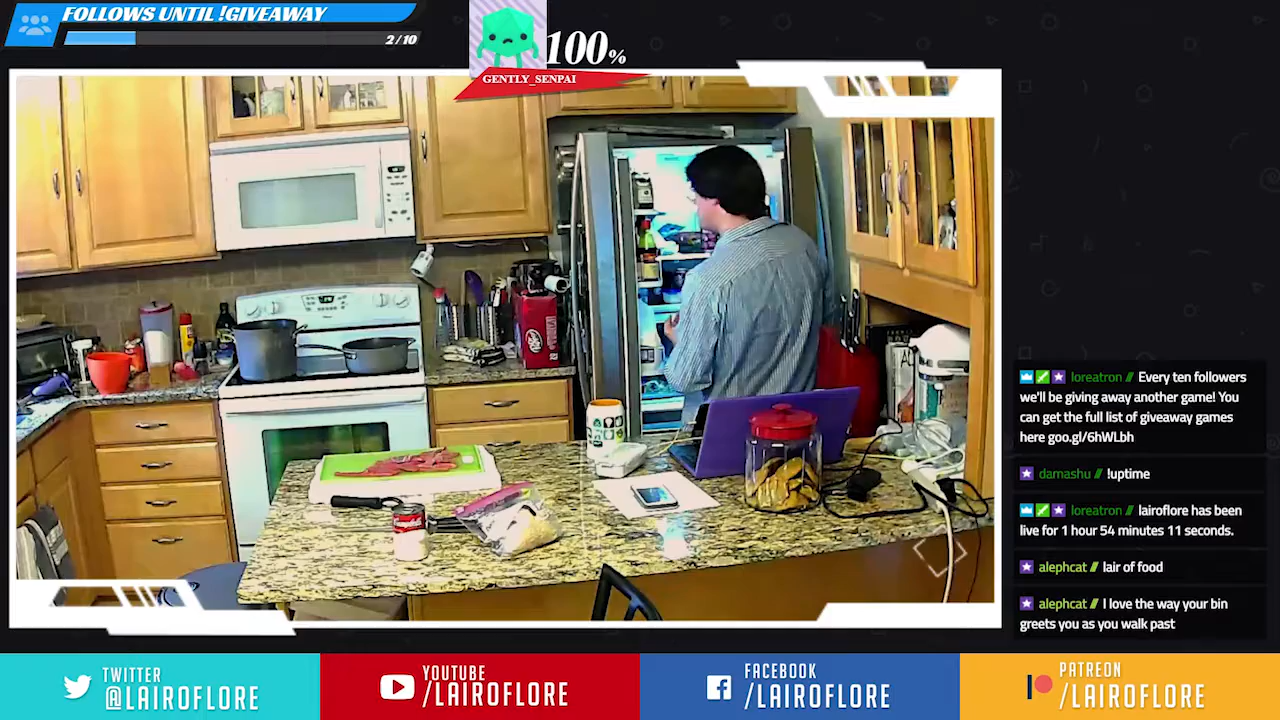 FOLLOWS UNTIL !GIVEAWAY
2/10
100%
GENTLY_SENPAI
Campbell's
loreatron // Every ten followers
we'll be giving away another game! You
can get the full list of giveaway games
here goo.gl/6hWLbh
damashu // !uptime
loreatron // lairoflore has been
live for 1 hour 54 minutes 11 seconds.
alephcat // lair of food
alephcat // I love the way your bin
greets you as you walk past
TWITTER
@LAIROFLORE
YOUTUBE
/LAIROFLORE
FACEBOOK
/LAIROFLORE
PATREON
/LAIROFLORE